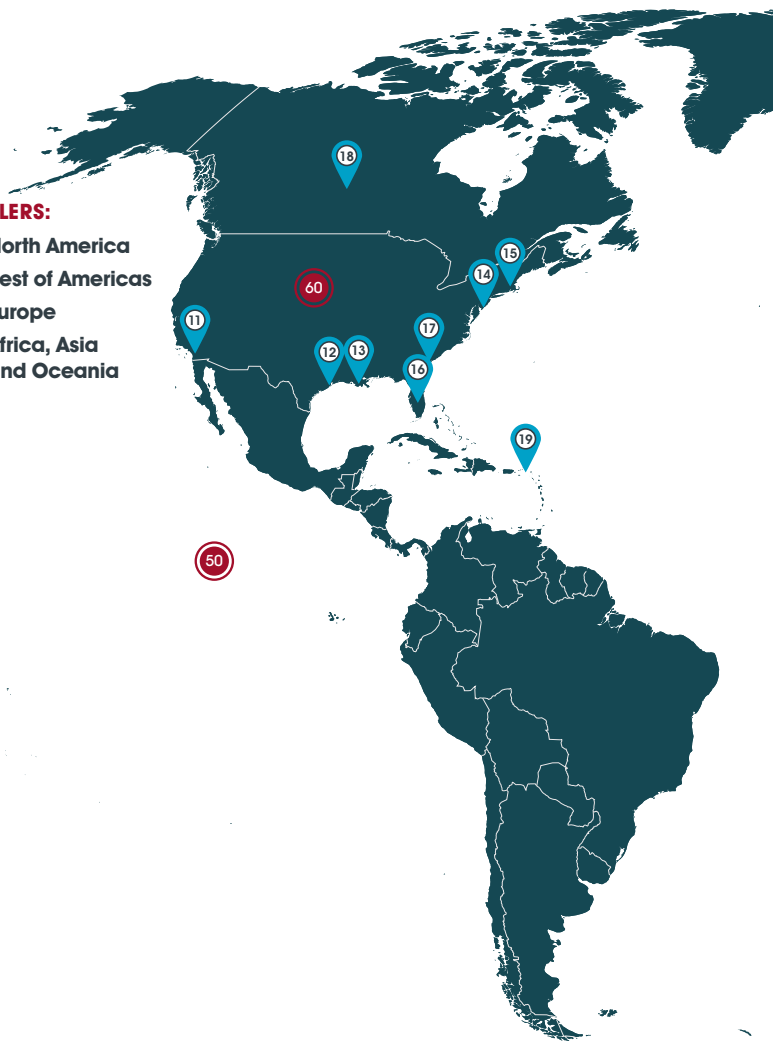 LERS:
orth America
est of Americas
urope
frica, Asia
nd Oceania
18
15
14
60
11
17
12
13
16
19
50